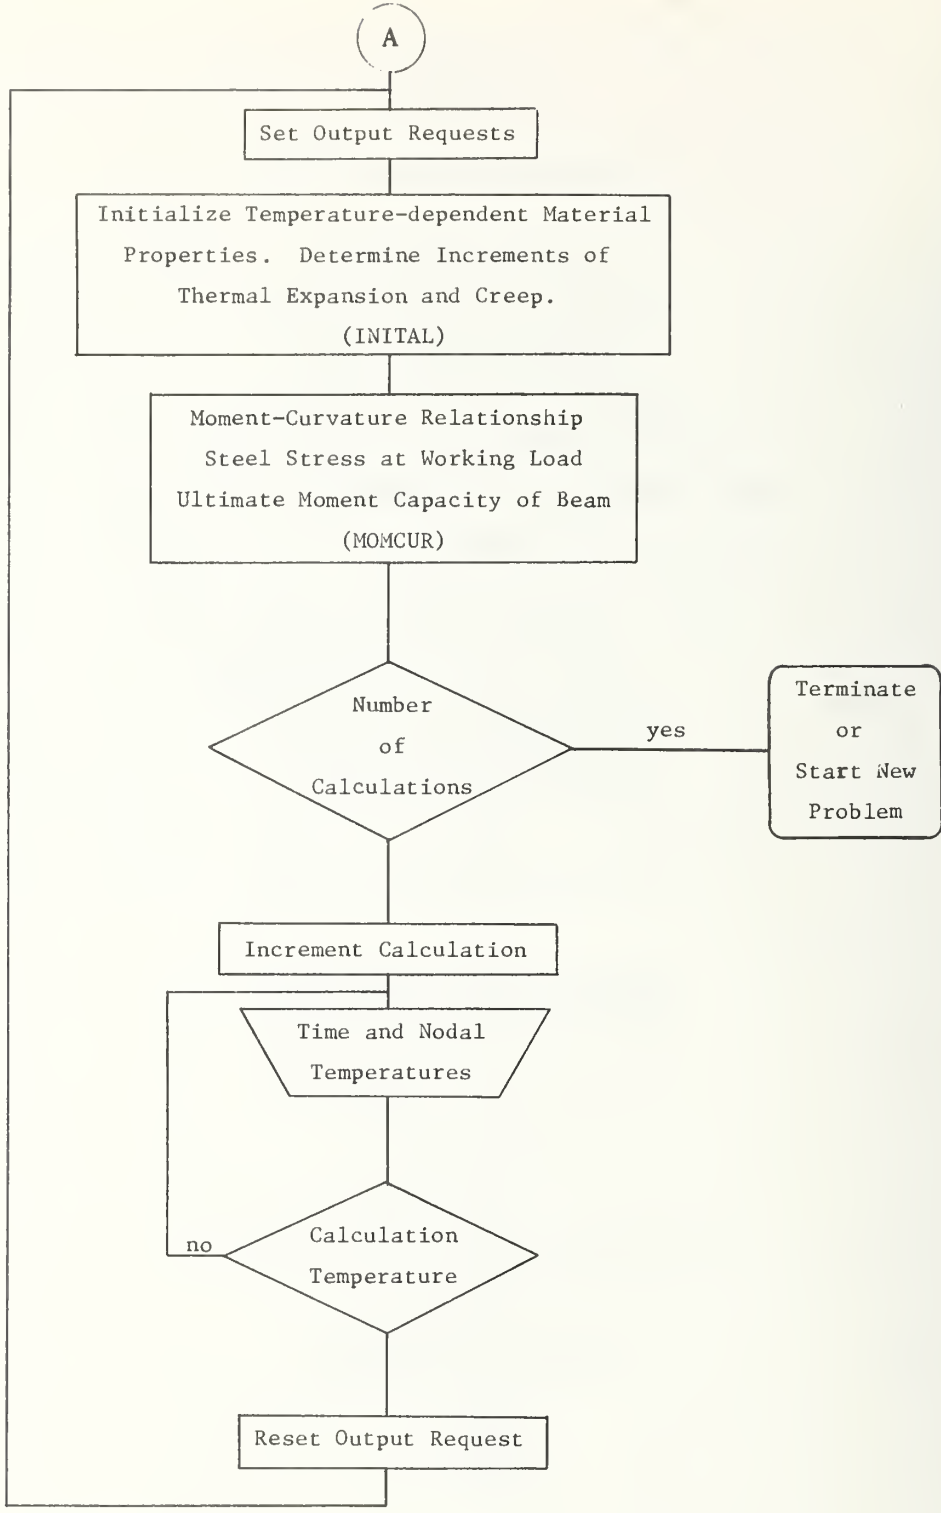 A
Set Output Requests
Initialize Temperature-dependent Material
Properties. Determine Increments of
Thermal Expansion and Creep.
(INITAL)
Moment-Curvature Relationship
Steel Stress at Working Load
Ultimate Moment Capacity of Beam
(MOMCUR)
Number
of
Calculations
yes
Terminate
or
Start New
Problem
Increment Calculation
Time and Nodal
Temperatures
no
Calculation
Temperature
Reset Output Request